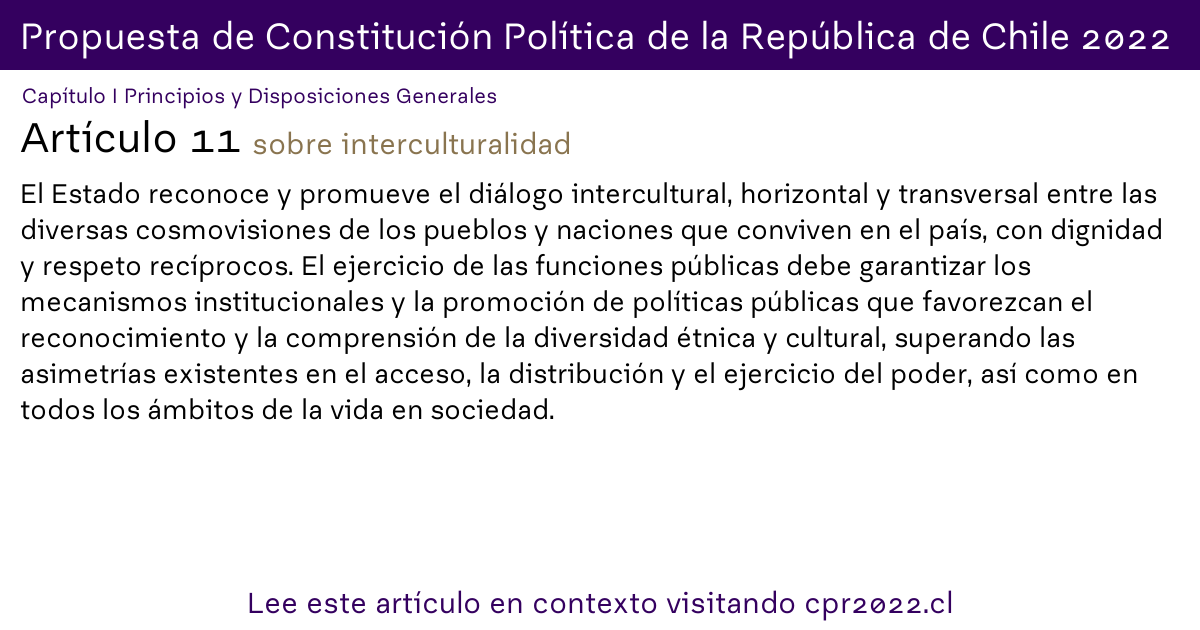 Propuesta de Constitución Política de la República de Chile 2022
Capítulo I Principios y Disposiciones Generales
Artículo 11 sobre interculturalidad
El Estado reconoce y promueve el diálogo intercultural, horizontal y transversal entre las
diversas cosmovisiones de los pueblos y naciones que conviven en el país, con dignidad
y respeto recíprocos. El ejercicio de las funciones públicas debe garantizar los
mecanismos institucionales y la promoción de políticas públicas que favorezcan el
reconocimiento y la comprensión de la diversidad étnica y cultural, superando las
asimetrías existentes en el acceso, la distribución y el ejercicio del poder, así como en
todos los ámbitos de la vida en sociedad.
Lee este artículo en contexto visitando cpr2022.cl